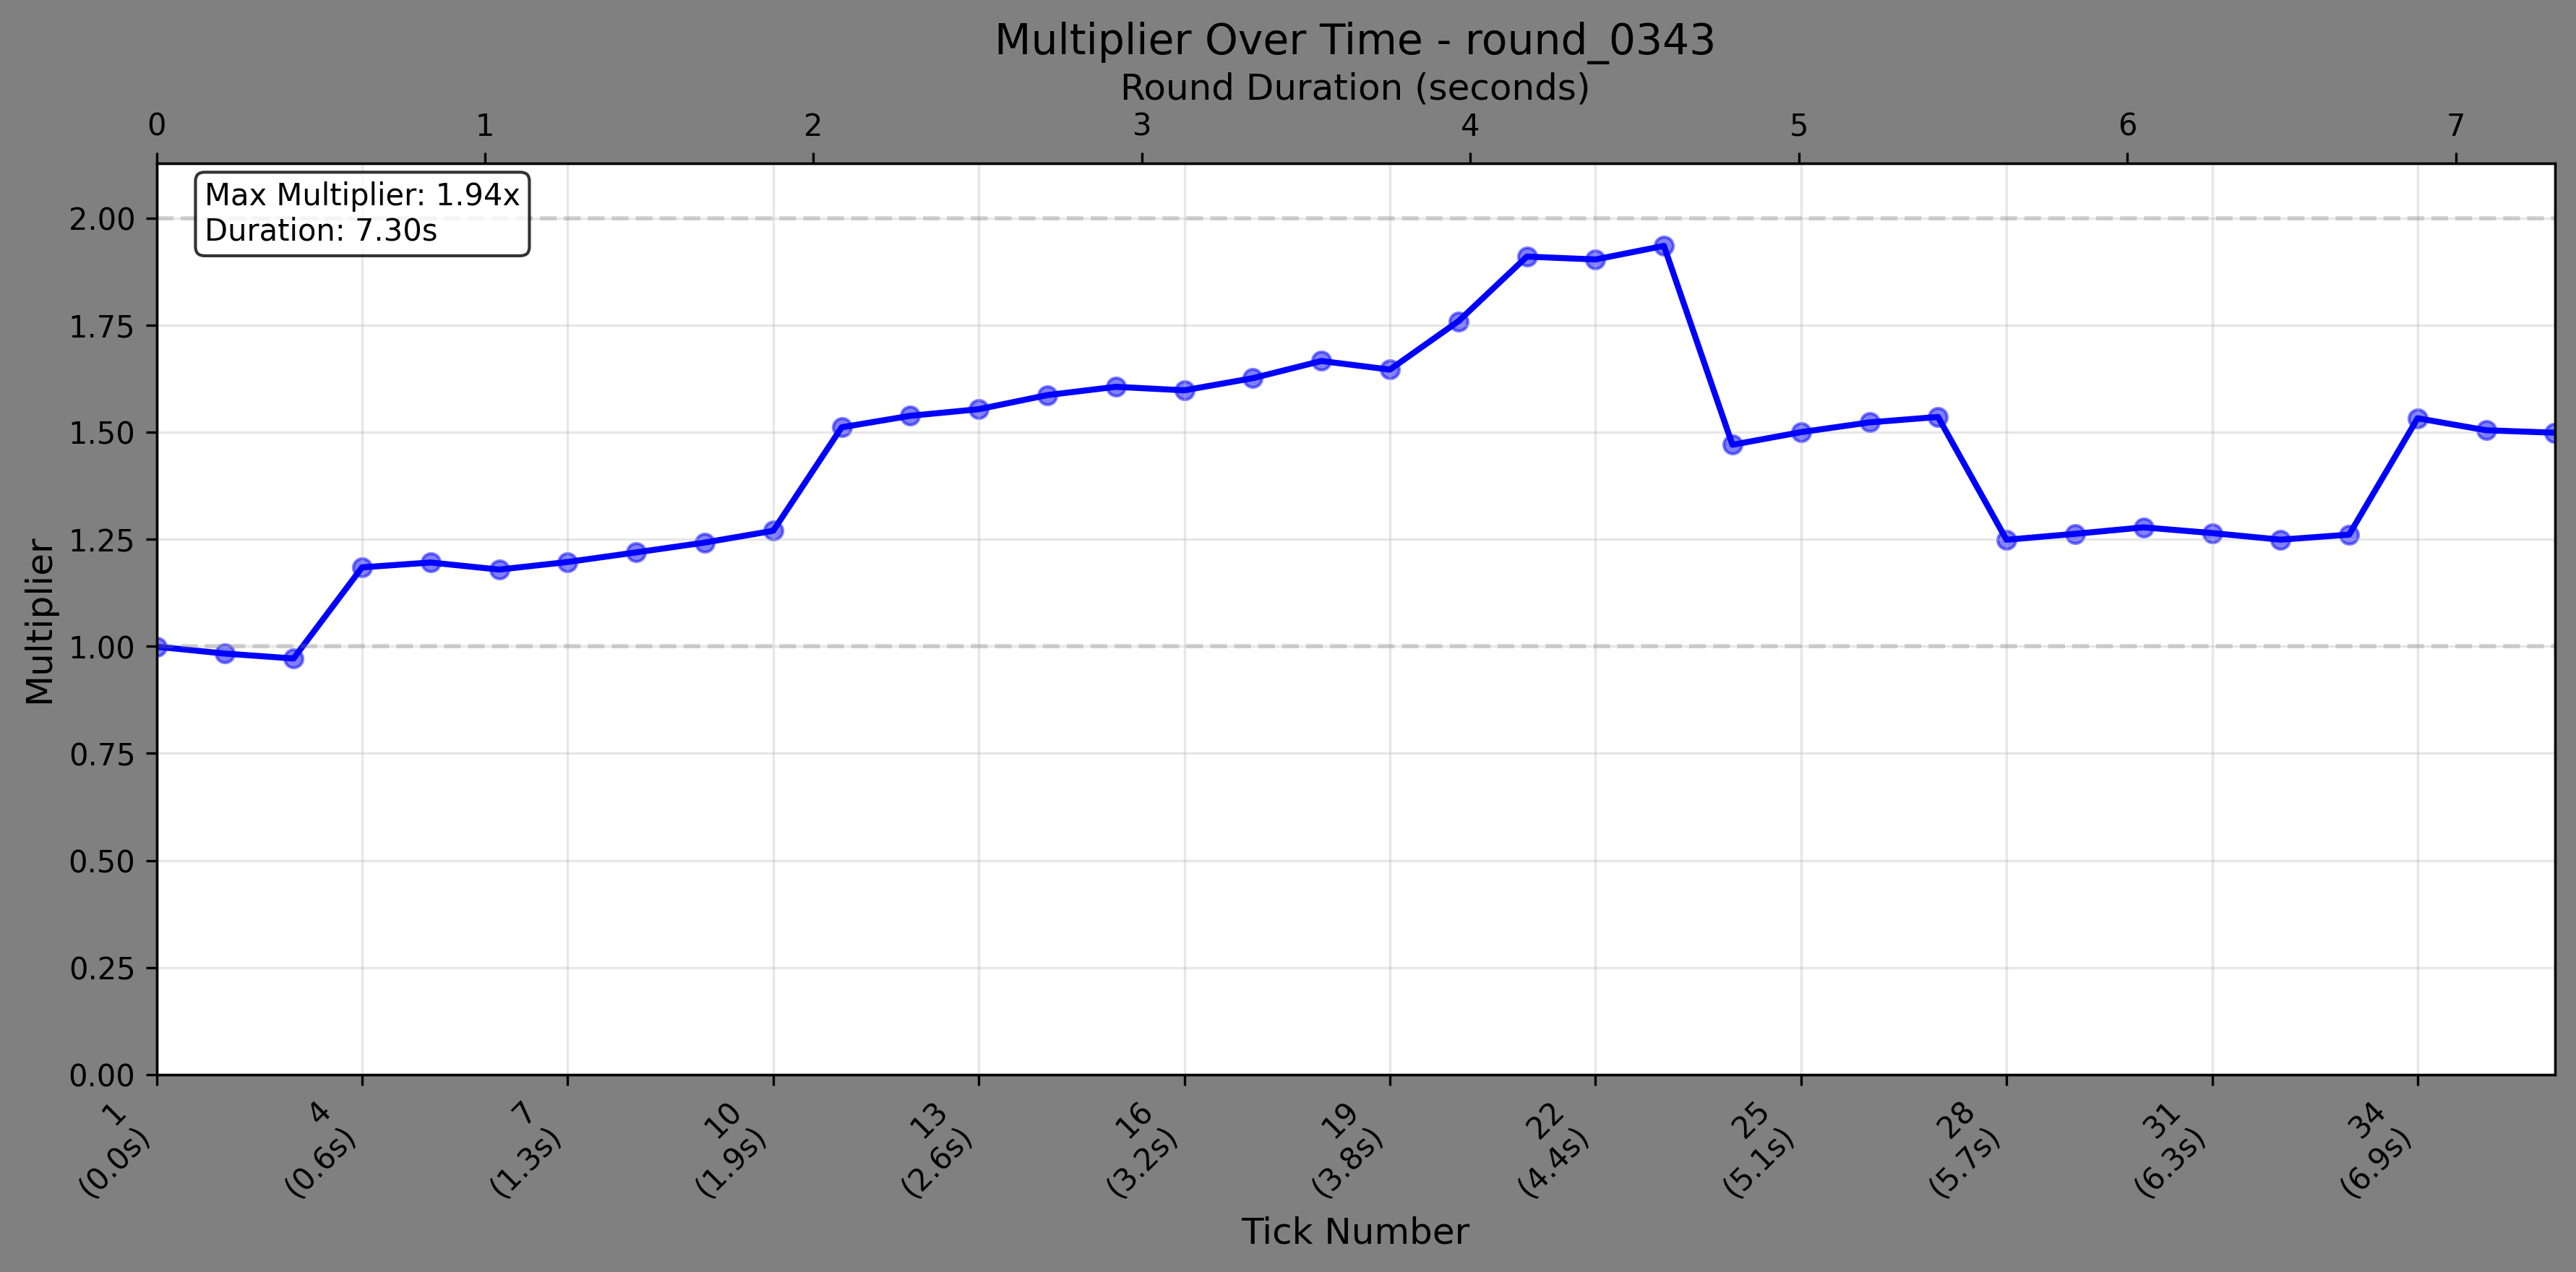 Multiplier Over Time - round_0343
Round Duration (seconds)
0 1 2 3 4 5 6 7
Max Multiplier: 1.94x
Duration: 7.30s
2.00
1.75
1.50
1.25
1.00
0.75
0.50
0.25
0.00
Multiplier
1
(0.0s)
4
(0.6s)
7
(1.3s)
10
(1.9s)
13
(2.6s)
16
(3.2s)
19
(3.8s)
22
(4.4s)
25
(5.1s)
28
(5.7s)
31
(6.3s)
34
(6.9s)
Tick Number